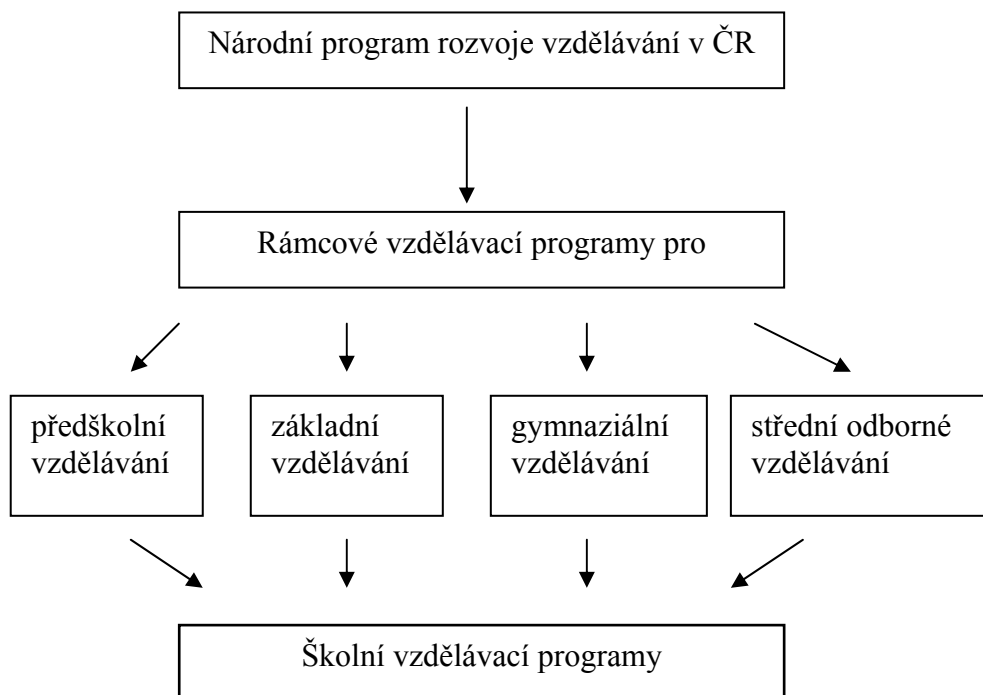 Národní program rozvoje vzdělávání v ČR
Rámcové vzdělávací programy pro
předškolní
vzdělávání
základní
vzdělávání
gymnaziální
vzdělávání
střední odborné
vzdělávání
Školní vzdělávací programy